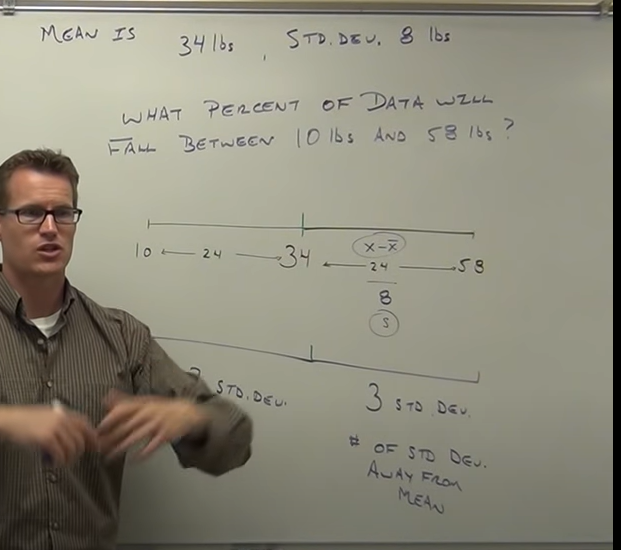 MEAN IS 34 lbs, STD. DEV. 8 lbs
WHAT PERCENT OF DATA WILL
FALL BETWEEN 10 lbs AND 58 lbs?
x-x̄
10 ← 24 → 34 ← 24 → 58
8
s
STD. DEV. 3 STD DEV.
# OF STD DEV.
AWAY FROM
MEAN